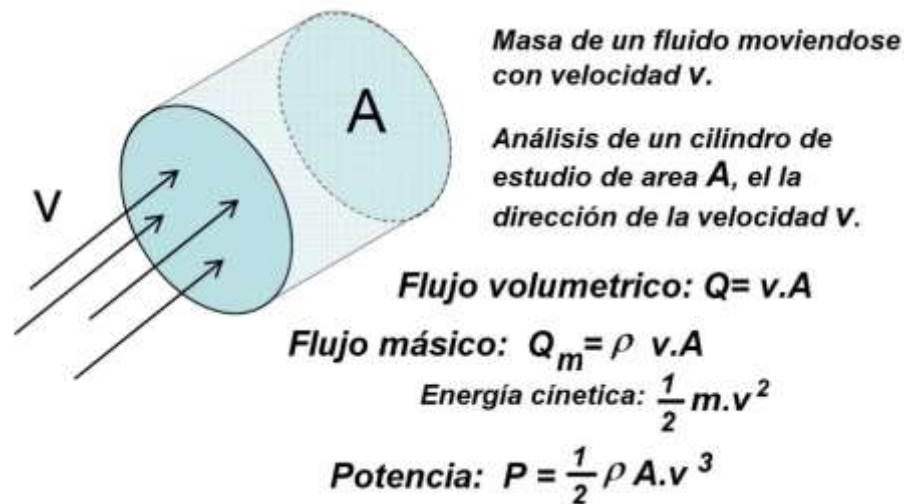 Masa de un fluido moviendose
con velocidad v.
Análisis de un cilindro de
estudio de area A, el la
dirección de la velocidad v.
A
v
Flujo volumetrico: Q= v.A
Flujo másico: Qₘ= ρ v.A
Energía cínetica: 1/2 m.v²
Potencia: P = 1/2 ρ A.v³